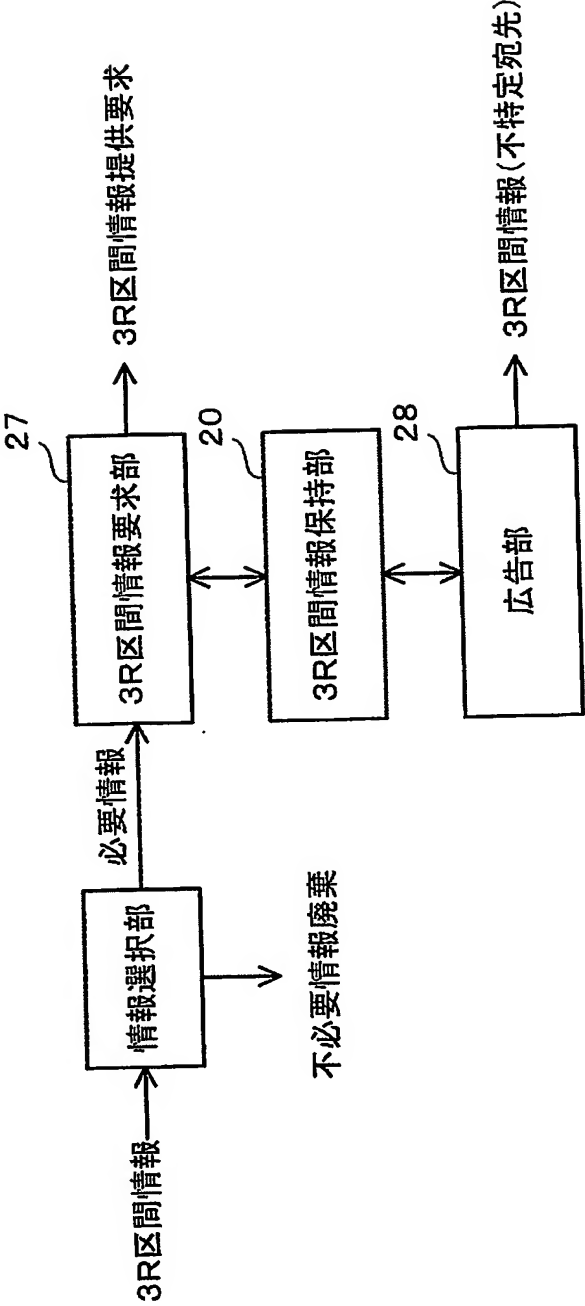 3R区間情報
情報選択部
不必要情報廃棄
必要情報
27
3R区間情報要求部
3R区間情報提供要求
20
3R区間情報保持部
28
広告部
3R区間情報(不特定宛先)